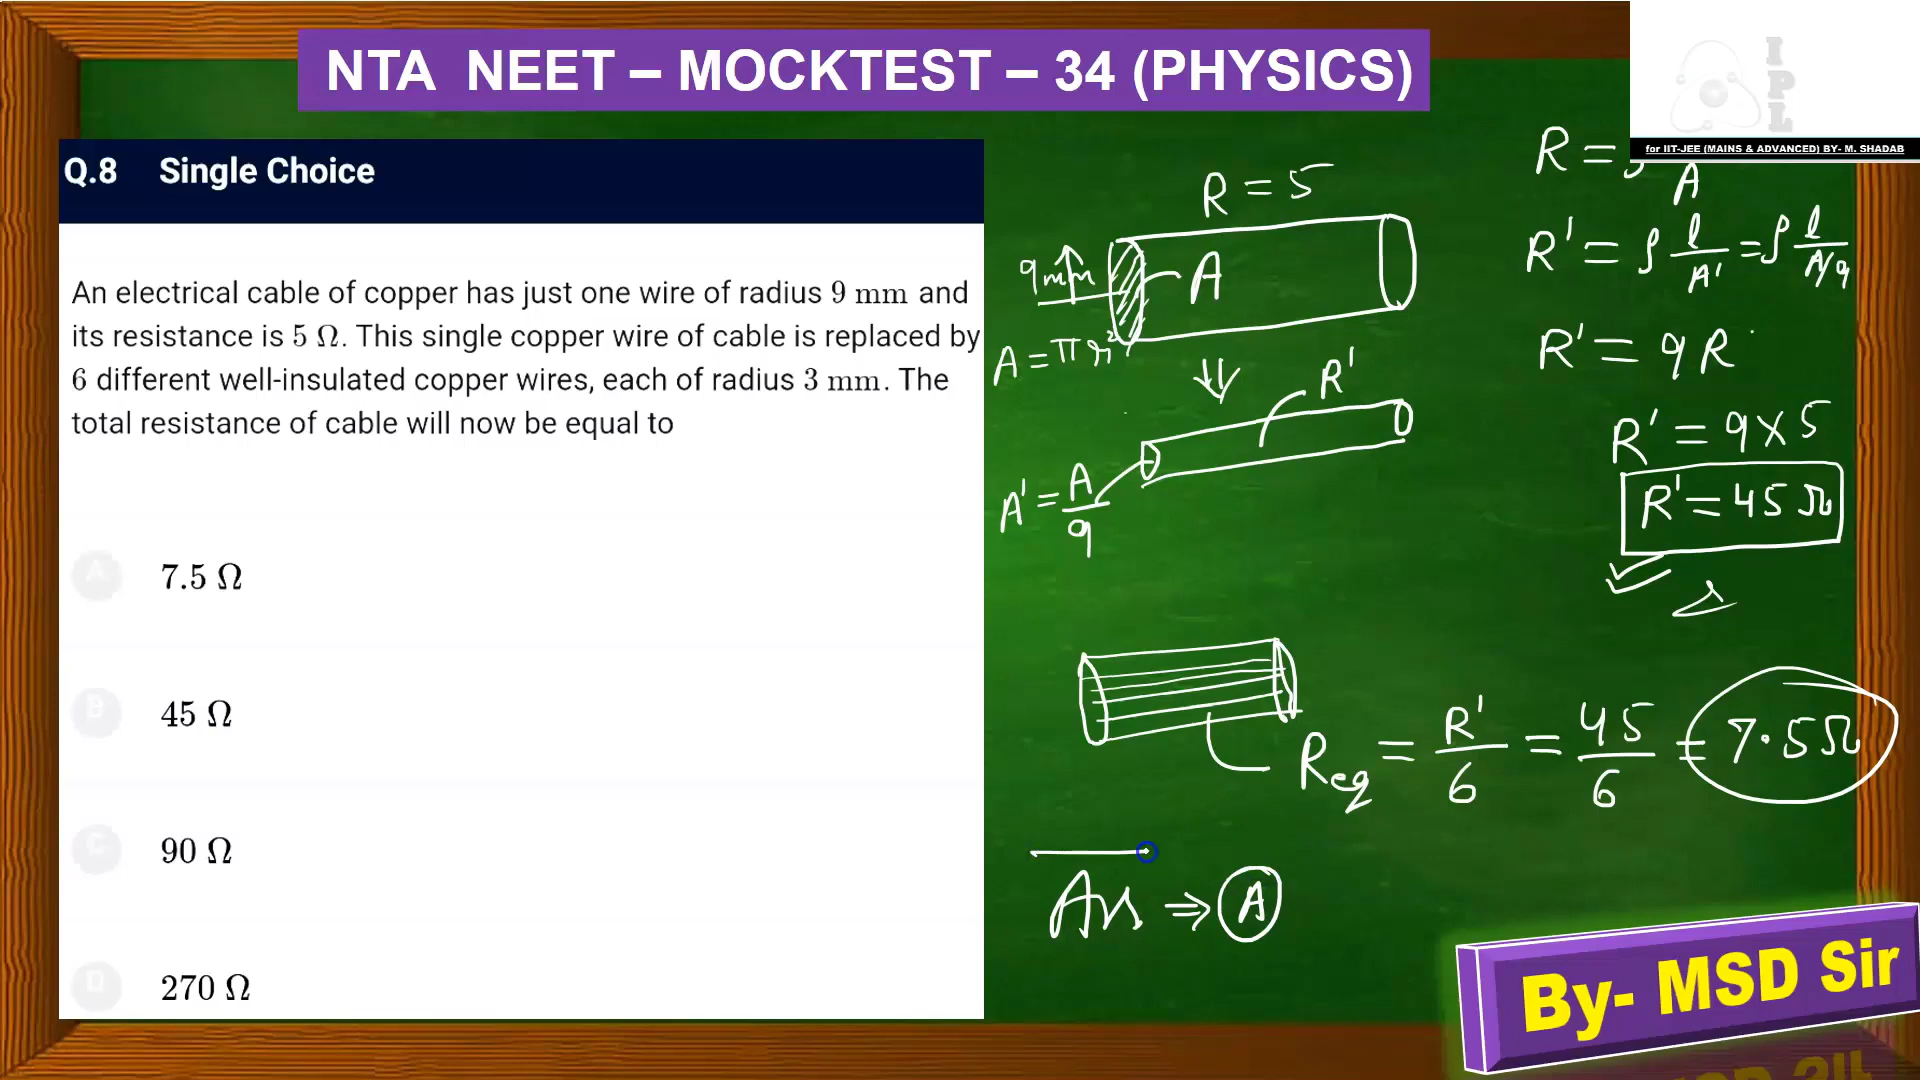 NTA NEET – MOCKTEST – 34 (PHYSICS)
IPL
for IIT-JEE (MAINS & ADVANCED) BY- M. SHADAB
Q.8 Single Choice
An electrical cable of copper has just one wire of radius 9 mm and
its resistance is 5 Ω. This single copper wire of cable is replaced by
6 different well-insulated copper wires, each of radius 3 mm. The
total resistance of cable will now be equal to
A 7.5 Ω
B 45 Ω
C 90 Ω
D 270 Ω
R = 5
9mm
A
A = πr²
R'
A' = A/9
R = A
R' = ρ l/A' = ρ l/A/9
R' = 9R
R' = 9 × 5
R' = 45 Ω
Req = R'/6 = 45/6 = 7.5Ω
Ans ⇒ A
By- MSD Sir